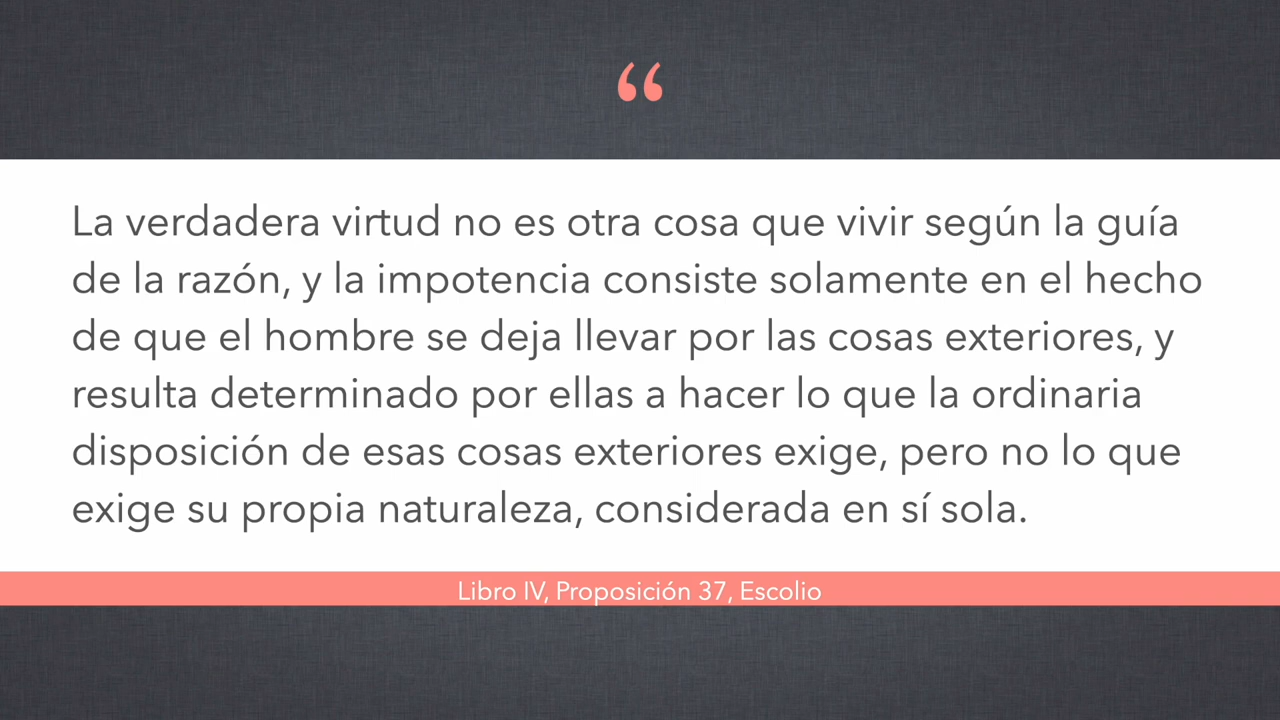 “
La verdadera virtud no es otra cosa que vivir según la guía
de la razón, y la impotencia consiste solamente en el hecho
de que el hombre se deja llevar por las cosas exteriores, y
resulta determinado por ellas a hacer lo que la ordinaria
disposición de esas cosas exteriores exige, pero no lo que
exige su propia naturaleza, considerada en sí sola.
Libro IV, Proposición 37, Escolio